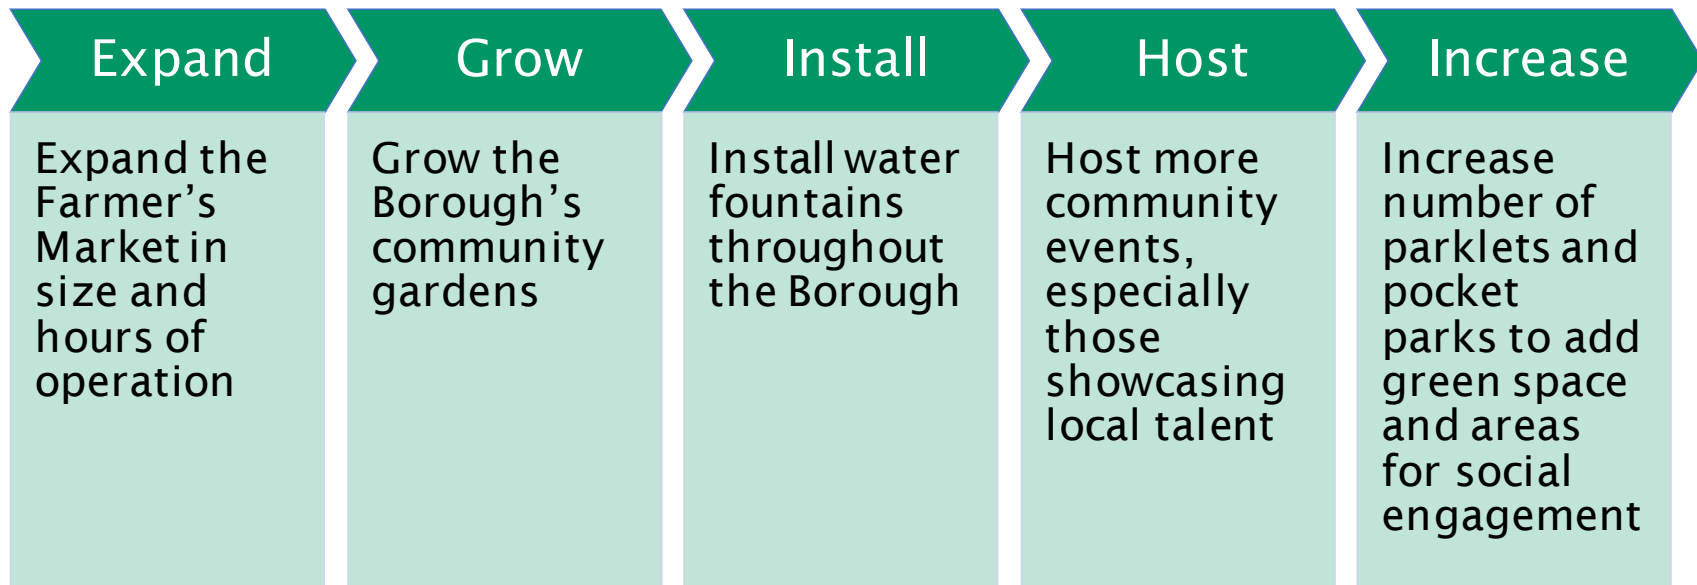 Expand
Expand the
Farmer’s
Market in
size and
hours of
operation
Grow
Grow the
Borough’s
community
gardens
Install
Install water
fountains
throughout
the Borough
Host
Host more
community
events,
especially
those
showcasing
local talent
Increase
Increase
number of
parklets and
pocket
parks to add
green space
and areas
for social
engagement